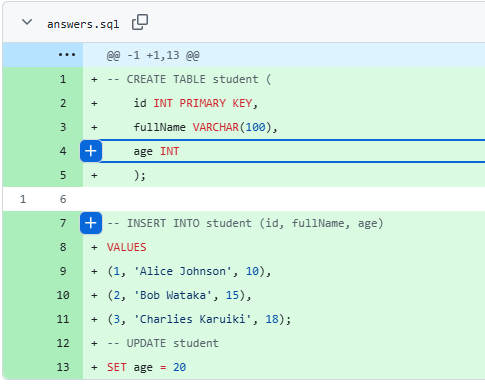 answers.sql
... @@ -1 +1,13 @@
1 + -- CREATE TABLE student (
2 + id INT PRIMARY KEY,
3 + fullName VARCHAR(100),
4 + age INT
5 + );
1 6
7 + -- INSERT INTO student (id, fullName, age)
8 + VALUES
9 + (1, 'Alice Johnson', 10),
10 + (2, 'Bob Wataka', 15),
11 + (3, 'Charlies Karuiki', 18);
12 + -- UPDATE student
13 + SET age = 20